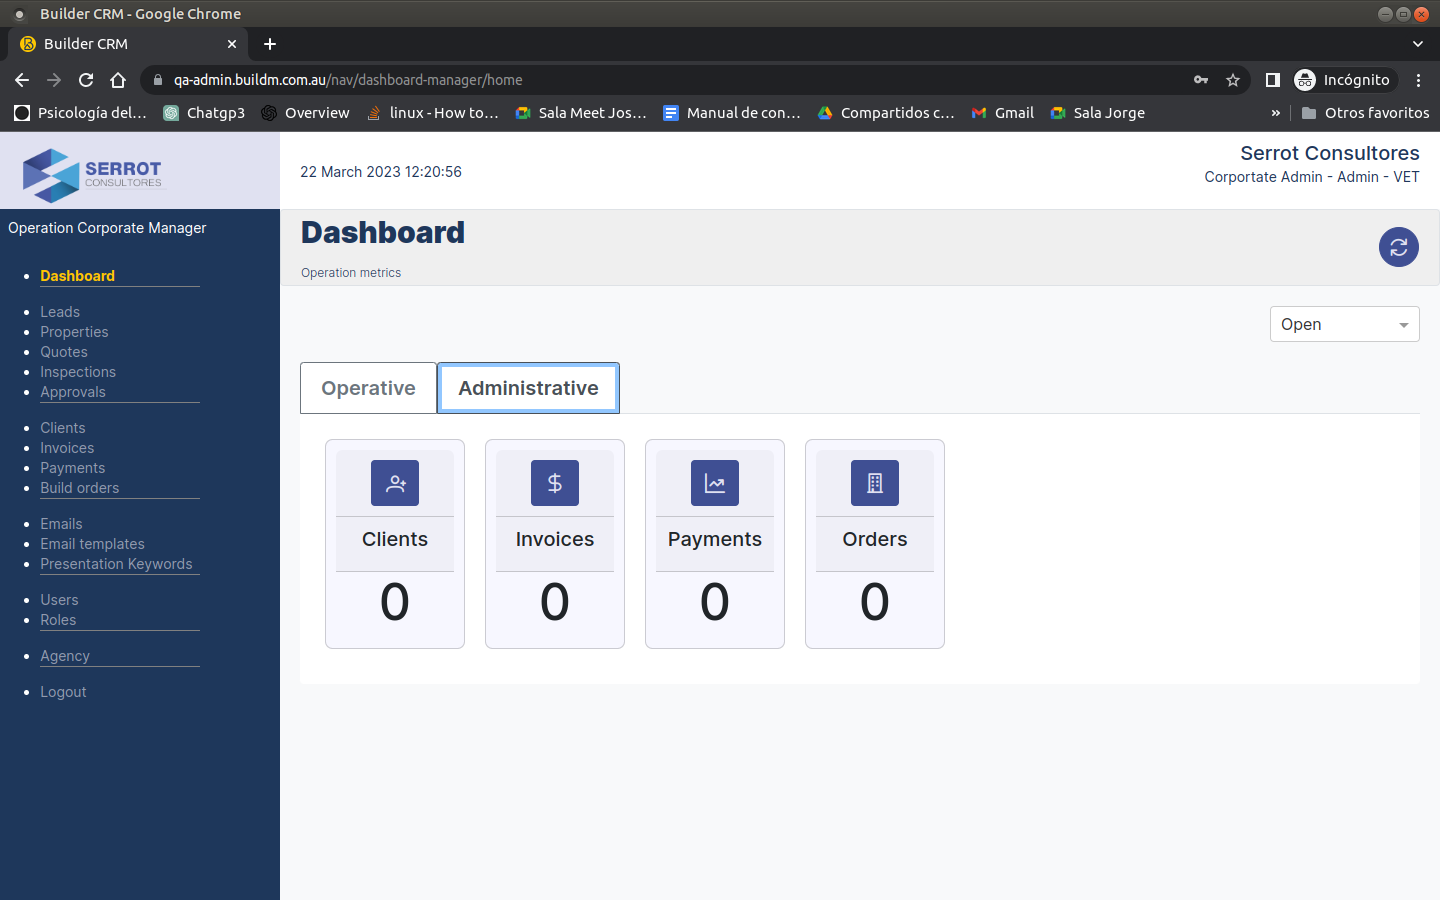 Builder CRM - Google Chrome
Builder CRM
qa-admin.buildm.com.au/nav/dashboard-manager/home
Incógnito
Psicología del...
Chatgp3
Overview
linux - How to...
Sala Meet Jos...
Manual de con...
Compartidos c...
Gmail
Sala Jorge
»
Otros favoritos
SERROT
CONSULTORES
22 March 2023 12:20:56
Serrot Consultores
Corportate Admin - Admin - VET
Operation Corporate Manager
Dashboard
Leads
Properties
Quotes
Inspections
Approvals
Clients
Invoices
Payments
Build orders
Emails
Email templates
Presentation Keywords
Users
Roles
Agency
Logout
Dashboard
Operation metrics
Open
Operative
Administrative
Clients
0
Invoices
0
Payments
0
Orders
0